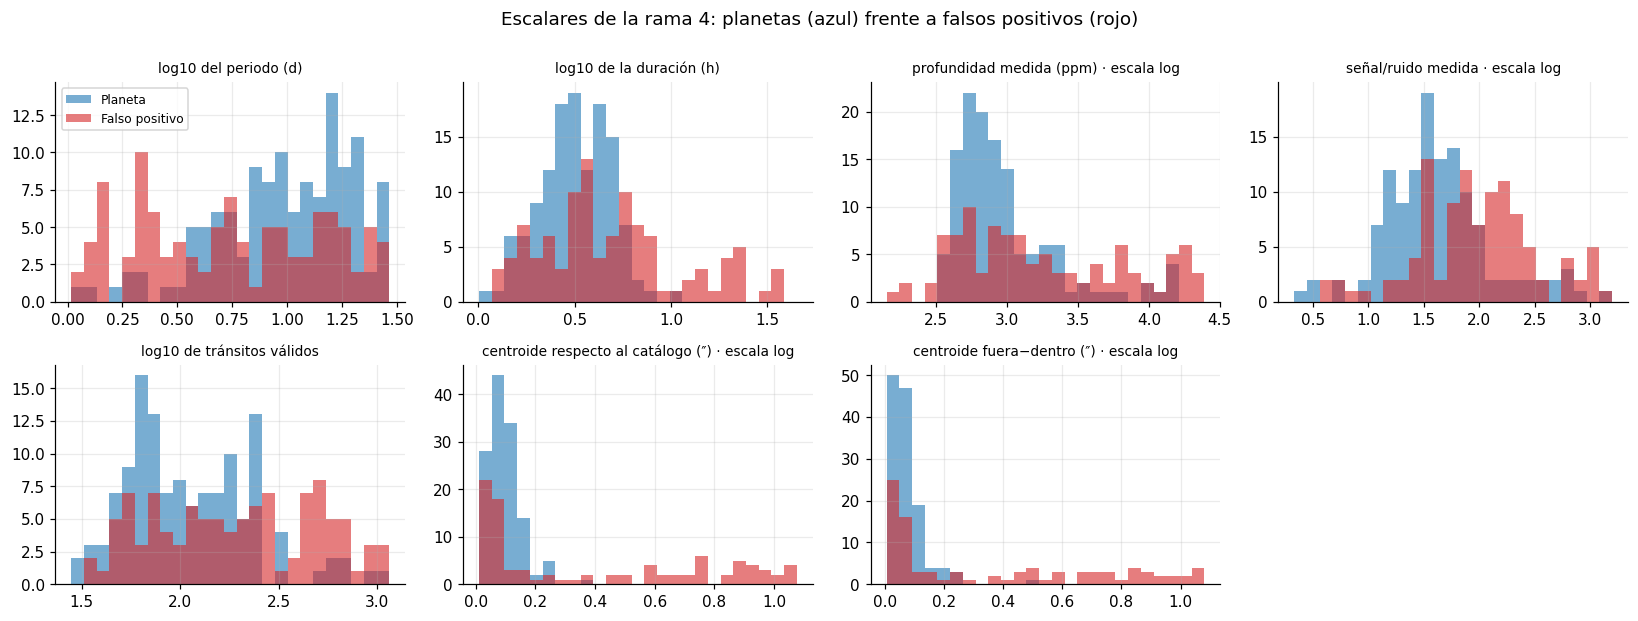 Escalares de la rama 4: planetas (azul) frente a falsos positivos (rojo)
log10 del periodo (d)
Planeta
Falso positivo
12.5
10.0
7.5
5.0
2.5
0.0
0.00 0.25 0.50 0.75 1.00 1.25 1.50
log10 de la duración (h)
15
10
5
0
0.0 0.5 1.0 1.5
profundidad media (ppm) · escala log
20
15
10
5
0
2.5 3.0 3.5 4.0 4.5
señal/ruido media · escala log
15
10
5
0
0.5 1.0 1.5 2.0 2.5 3.0
log10 de tránsitos válidos
15.0
12.5
10.0
7.5
5.0
2.5
0.0
1.5 2.0 2.5 3.0
centroide respecto al catálogo (″) · escala log
40
30
20
10
0
0.0 0.2 0.4 0.6 0.8 1.0
centroide fuera−dentro (″) · escala log
50
40
30
20
10
0
0.0 0.2 0.4 0.6 0.8 1.0